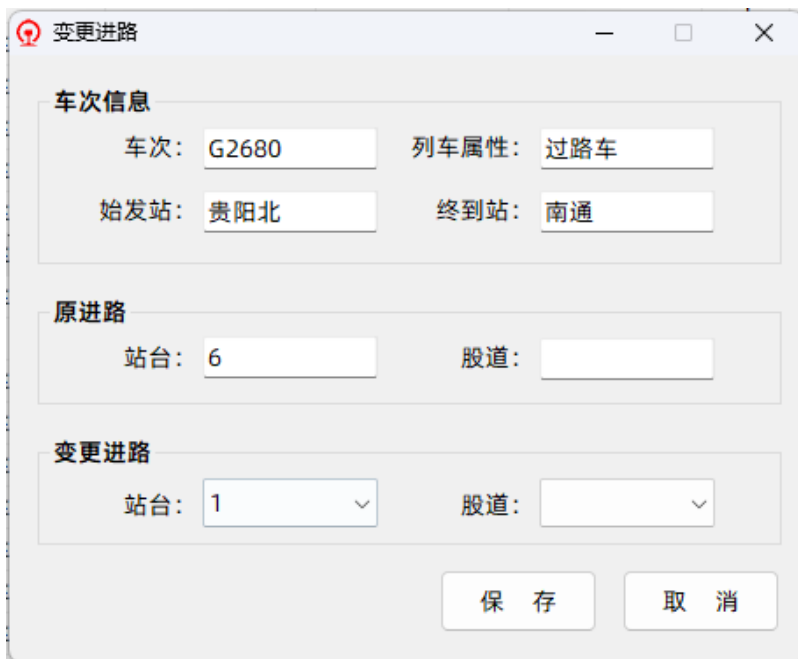 变更进路
车次信息
车次： G2680 列车属性： 过路车
始发站： 贵阳北 终到站： 南通
原进路
站台： 6 股道：
变更进路
站台： 1 股道：
保 存 取 消